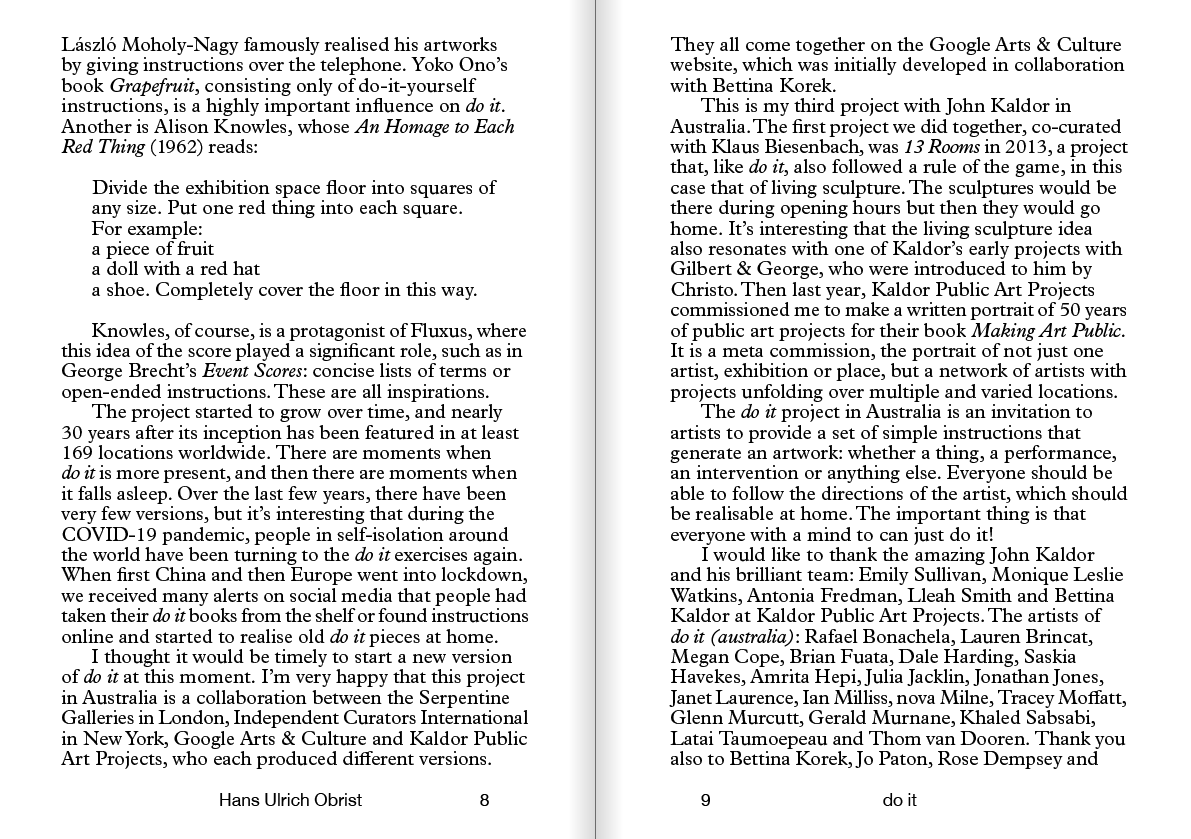 László Moholy-Nagy famously realised his artworks
by giving instructions over the telephone. Yoko Ono’s
book Grapefruit, consisting only of do-it-yourself
instructions, is a highly important influence on do it.
Another is Alison Knowles, whose An Homage to Each
Red Thing (1962) reads:
Divide the exhibition space floor into squares of
any size. Put one red thing into each square.
For example:
a piece of fruit
a doll with a red hat
a shoe. Completely cover the floor in this way.
Knowles, of course, is a protagonist of Fluxus, where
this idea of the score played a significant role, such as in
George Brecht’s Event Scores: concise lists of terms or
open-ended instructions. These are all inspirations.
The project started to grow over time, and nearly
30 years after its inception has been featured in at least
169 locations worldwide. There are moments when
do it is more present, and then there are moments when
it falls asleep. Over the last few years, there have been
very few versions, but it’s interesting that during the
COVID-19 pandemic, people in self-isolation around
the world have been turning to the do it exercises again.
When first China and then Europe went into lockdown,
we received many alerts on social media that people had
taken their do it books from the shelf or found instructions
online and started to realise old do it pieces at home.
I thought it would be timely to start a new version
of do it at this moment. I’m very happy that this project
in Australia is a collaboration between the Serpentine
Galleries in London, Independent Curators International
in New York, Google Arts & Culture and Kaldor Public
Art Projects, who each produced different versions.
Hans Ulrich Obrist 8
They all come together on the Google Arts & Culture
website, which was initially developed in collaboration
with Bettina Korek.
This is my third project with John Kaldor in
Australia. The first project we did together, co-curated
with Klaus Biesenbach, was 13 Rooms in 2013, a project
that, like do it, also followed a rule of the game, in this
case that of living sculpture. The sculptures would be
there during opening hours but then they would go
home. It’s interesting that the living sculpture idea
also resonates with one of Kaldor’s early projects with
Gilbert & George, who were introduced to him by
Christo. Then last year, Kaldor Public Art Projects
commissioned me to make a written portrait of 50 years
of public art projects for their book Making Art Public.
It is a meta commission, the portrait of not just one
artist, exhibition or place, but a network of artists with
projects unfolding over multiple and varied locations.
The do it project in Australia is an invitation to
artists to provide a set of simple instructions that
generate an artwork: whether a thing, a performance,
an intervention or anything else. Everyone should be
able to follow the directions of the artist, which should
be realisable at home. The important thing is that
everyone with a mind to can just do it!
I would like to thank the amazing John Kaldor
and his brilliant team: Emily Sullivan, Monique Leslie
Watkins, Antonia Fredman, Lleah Smith and Bettina
Kaldor at Kaldor Public Art Projects. The artists of
do it (australia): Rafael Bonachela, Lauren Brincat,
Megan Cope, Brian Fuata, Dale Harding, Saskia
Havekes, Amrita Hepi, Julia Jacklin, Jonathan Jones,
Janet Laurence, Ian Milliss, nova Milne, Tracey Moffatt,
Glenn Murcutt, Gerald Murnane, Khaled Sabsabi,
Latai Taumoepeau and Thom van Dooren. Thank you
also to Bettina Korek, Jo Paton, Rose Dempsey and
9 do it